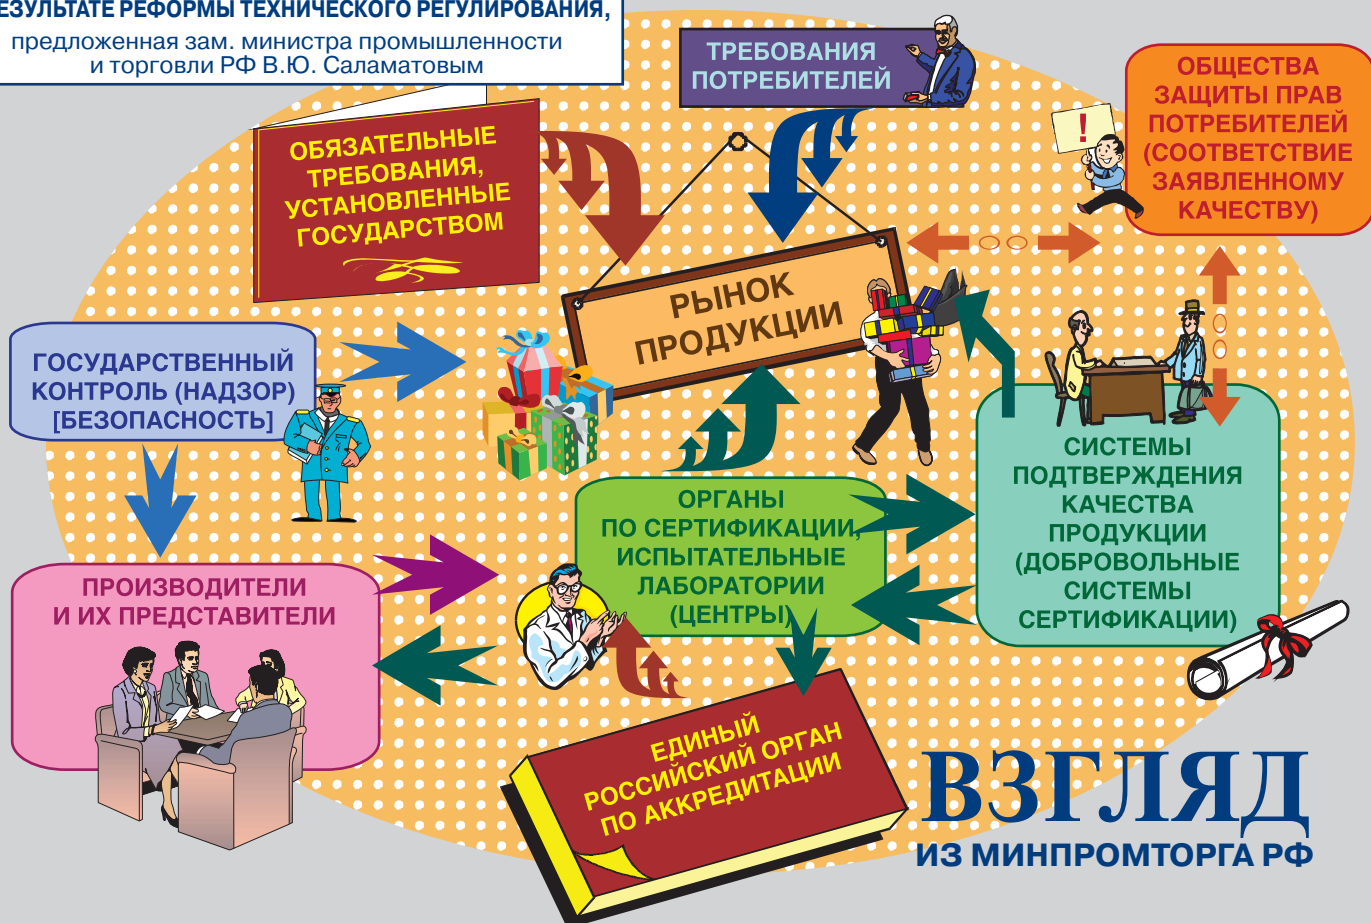 РЕЗУЛЬТАТЕ РЕФОРМЫ ТЕХНИЧЕСКОГО РЕГУЛИРОВАНИЯ,
предложенная зам. министра промышленности
и торговли РФ В.Ю. Саламатовым
ТРЕБОВАНИЯ
ПОТРЕБИТЕЛЕЙ
ОБЩЕСТВА
ЗАЩИТЫ ПРАВ
ПОТРЕБИТЕЛЕЙ
(СООТВЕТСТВИЕ
ЗАЯВЛЕННОМУ
КАЧЕСТВУ)
!
ОБЯЗАТЕЛЬНЫЕ
ТРЕБОВАНИЯ,
УСТАНОВЛЕННЫЕ
ГОСУДАРСТВОМ
РЫНОК
ПРОДУКЦИИ
ГОСУДАРСТВЕННЫЙ
КОНТРОЛЬ (НАДЗОР)
[БЕЗОПАСНОСТЬ]
СИСТЕМЫ
ПОДТВЕРЖДЕНИЯ
КАЧЕСТВА
ПРОДУКЦИИ
(ДОБРОВОЛЬНЫЕ
СИСТЕМЫ
СЕРТИФИКАЦИИ)
ОРГАНЫ
ПО СЕРТИФИКАЦИИ,
ИСПЫТАТЕЛЬНЫЕ
ЛАБОРАТОРИИ
(ЦЕНТРЫ)
ПРОИЗВОДИТЕЛИ
И ИХ ПРЕДСТАВИТЕЛИ
ЕДИНЫЙ
РОССИЙСКИЙ ОРГАН
ПО АККРЕДИТАЦИИ
ВЗГЛЯД
ИЗ МИНПРОМТОРГА РФ